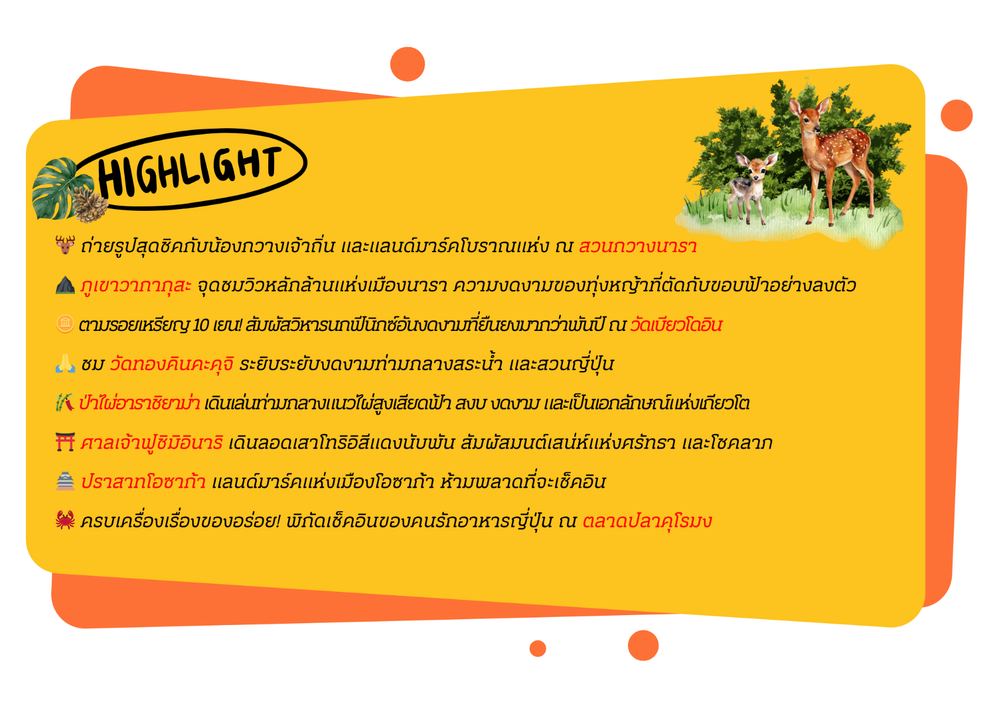 HIGHLIGHT
ถ่ายรูปสุดชิคกับน้องกวางเจ้าถิ่น และแลนด์มาร์คโบราณแห่ง ณ สวนกวางนารา
ภูเขาวากากุสะ จุดชมวิวหลักล้านแห่งเมืองนารา ความงดงามของทุ่งหญ้าที่ตัดกับขอบฟ้าอย่างลงตัว
ตามรอยเหรียญ 10 เยน! สัมผัสวิหารนกฟีนิกซ์อันงดงามที่ยืนยงมากว่าพันปี ณ วัดเบียวโดอิน
ชม วัดทองคินคะคุจิ ระยิบระยับงดงามท่ามกลางสระน้ำ และสวนญี่ปุ่น
ป่าไผ่อาราชิยาม่า เดินเล่นท่ามกลางแนวไผ่สูงเสียดฟ้า สงบ งดงาม และเป็นเอกลักษณ์แห่งเกียวโต
ศาลเจ้าฟูชิมิอินาริ เดินลอดเสาโทริอิสีแดงนับพัน สัมผัสมนต์เสน่ห์แห่งศรัทธา และโชคลาภ
ปราสาทโอซาก้า แลนด์มาร์คแห่งเมืองโอซาก้า ห้ามพลาดที่จะเช็คอิน
ครบเครื่องเรื่องของอร่อย! พิกัดเช็คอินของคนรักอาหารญี่ปุ่น ณ ตลาดปลาคุโรมง